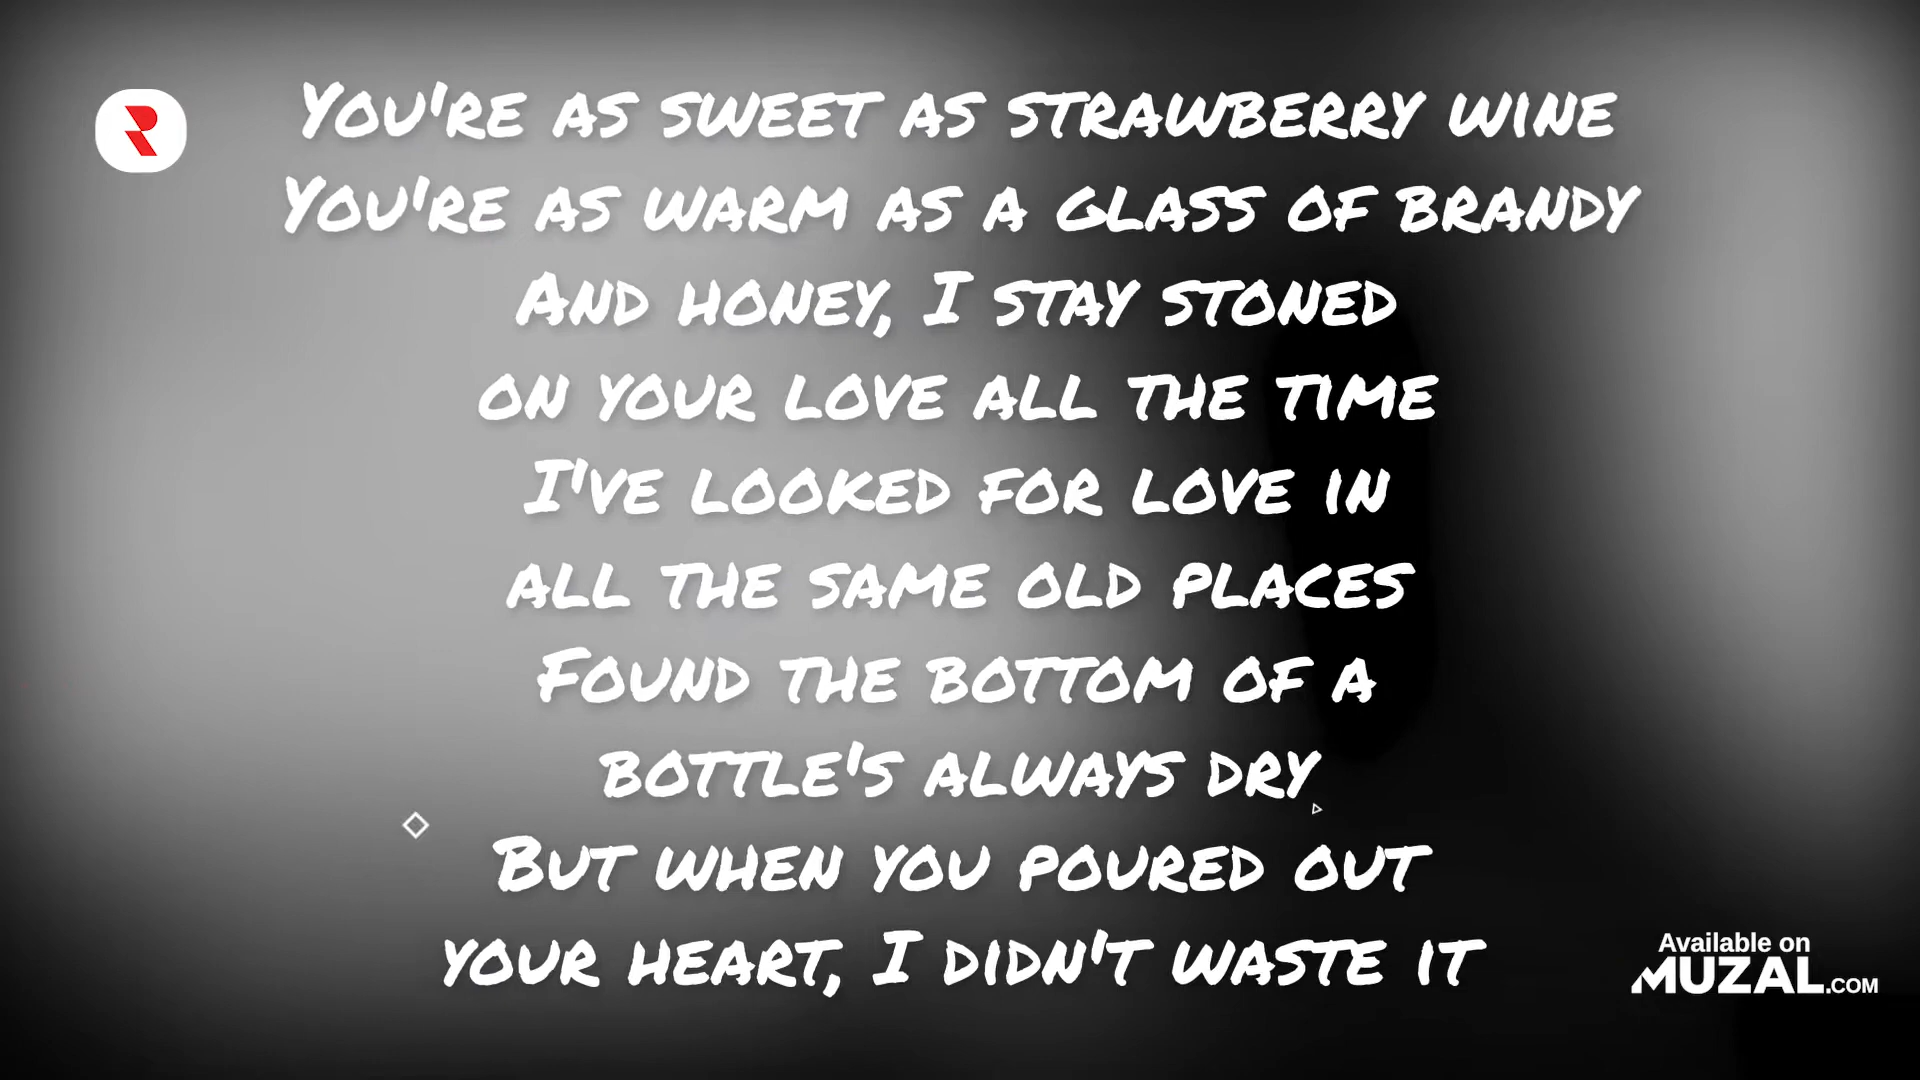 You're as sweet as strawberry wine
You're as warm as a glass of brandy
And honey, I stay stoned
on your love all the time
I've looked for love in
all the same old places
Found the bottom of a
bottle's always dry
But when you poured out
your heart, I didn't waste it
R
Available on
MUZAL.COM